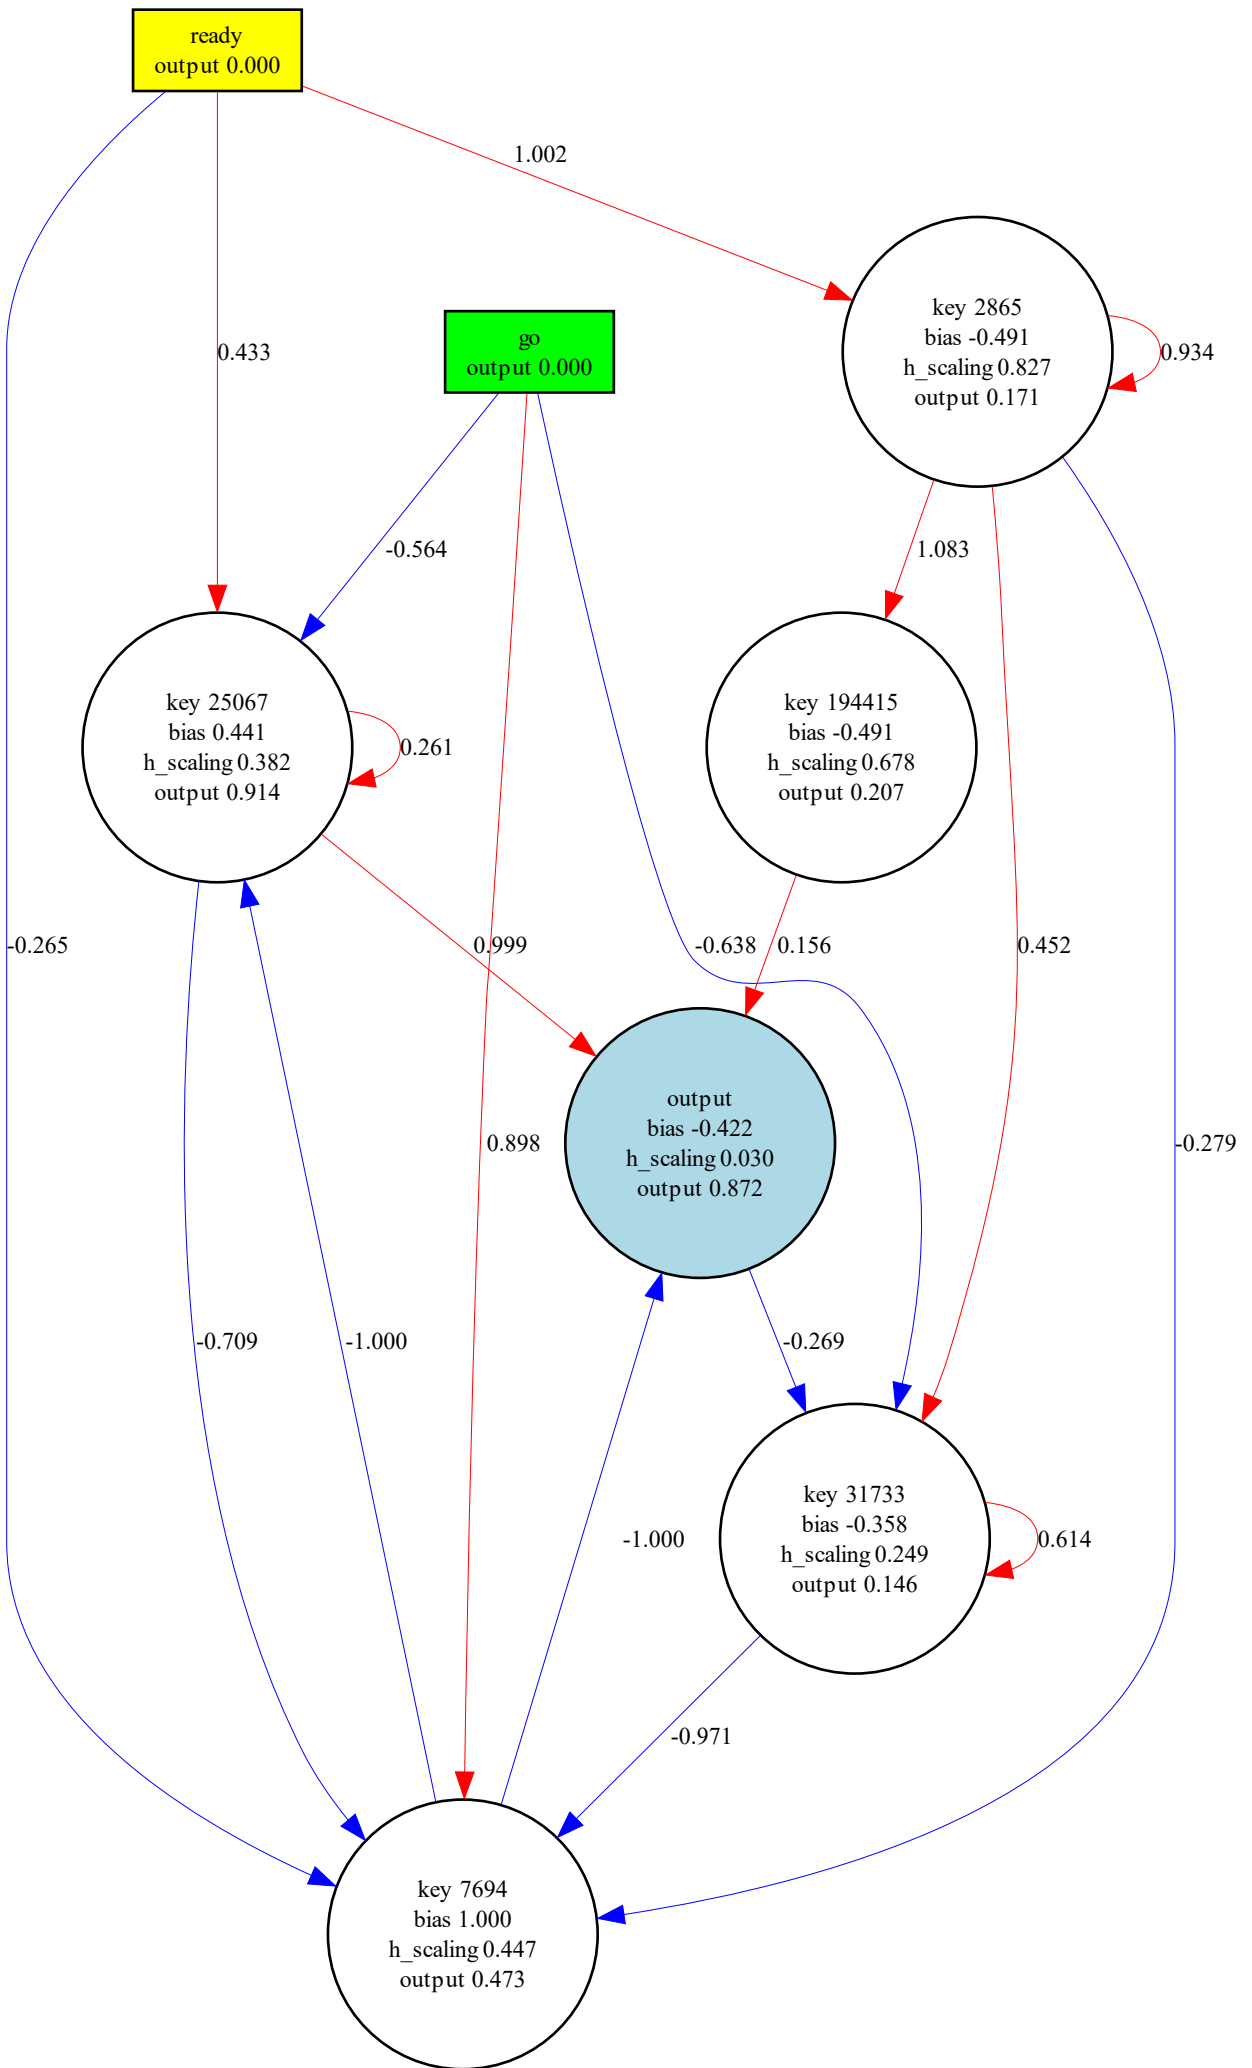 ready
output 0.000
1.002
go
output 0.000
key 2865
bias -0.491
h_scaling 0.827
output 0.171
0.934
0.433
-0.564
1.083
key 25067
bias 0.441
h_scaling 0.382
output 0.914
0.261
key 194415
bias -0.491
h_scaling 0.678
output 0.207
-0.265
0.999
-0.638
0.156
0.452
output
bias -0.422
h_scaling 0.030
output 0.872
0.898
-0.279
-0.709
-1.000
-0.269
key 31733
bias -0.358
h_scaling 0.249
output 0.146
0.614
-1.000
-0.971
key 7694
bias 1.000
h_scaling 0.447
output 0.473